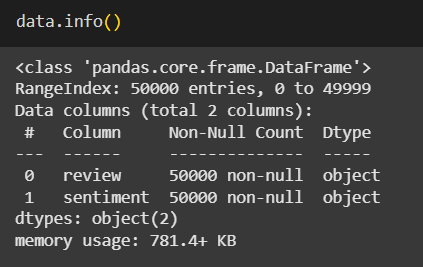 data.info()
<class 'pandas.core.frame.DataFrame'>
RangeIndex: 50000 entries, 0 to 49999
Data columns (total 2 columns):
 #   Column     Non-Null Count  Dtype
---  ------     --------------  -----
 0   review     50000 non-null  object
 1   sentiment  50000 non-null  object
dtypes: object(2)
memory usage: 781.4+ KB